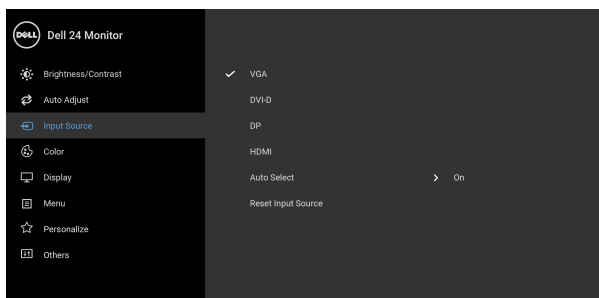 DELL Dell 24 Monitor
Brightness/Contrast
VGA
Auto Adjust
DVI-D
Input Source
DP
Color
HDMI
Display
Auto Select
On
Menu
Reset Input Source
Personalize
Others